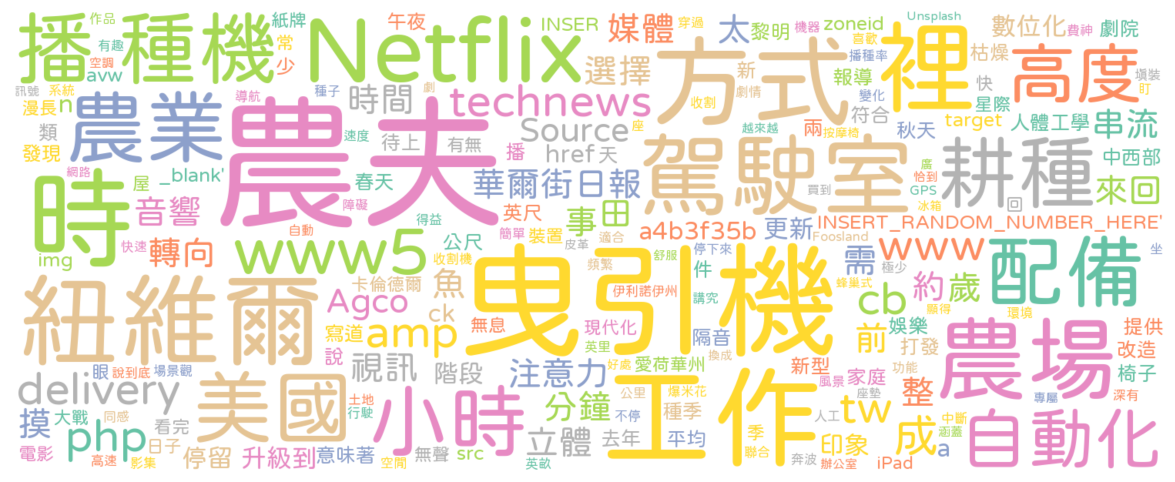 作品 有趣 空調 avw
播種機
紙牌 常 少
Netflix
午夜 INSER 媒體
選擇
太 黎明 機器 zoneid
穿過 喜歡 播種率
Unsplash 費神
數位化 劇院
方式 裡 高度
枯燥 填裝 盯
訊號 系統 漫長 n
類 發現
農業
導航 種子 劇 時間
technews
新 劇情 報導 快
收割 變化 符合 星際
農夫
速度 待上 有無
Source 座 href 天 播
越來越 按摩椅 兩 秋天
target 人體工學 串流
駕駛室 耕種 中西部
網路 屋 _blank' 春天
華爾街日報
廣 恰到 GPS 買到 冰箱 回 來回
時 音響 障礙 得益 英尺 事 田
a4b3f35b 更新
INSERT_RANDOM_NUMBER_HERE'
img 快速 轉向 自動
www5 公尺 收割機 簡單 裝置 皮革 適合
停下來 Foosland 需 www 配備 坐
紐維爾 卡倫德爾 魚
曳引機
頻繁 舒服 件 極少
伊利諾伊州 講究 蜂巢式
Agco ck cb 約 歲 顯得 環境
寫道 amp 無息 現代化 隔音 前 娛樂
農場 提供
說 英里 愛荷華州 換成 打發 改造
delivery 眼 說到底 場景觀
美國 視訊 階段 注意力
好處 新型 風景 家庭 功能 椅子
公里 爆米花 座墊 專屬 深有
摸 大戰 同感 看完 土地 行駛
小時 分鐘 不停 種季
工作 人工 tw 整 成 中斷 涵蓋
自動化
php 日子 無聲 立體 去年 平均
季 聯合 印象 a
電影 高速 影集 停留 升級到 空閒 意味著
src 英畝 奔波 辦公室 iPad